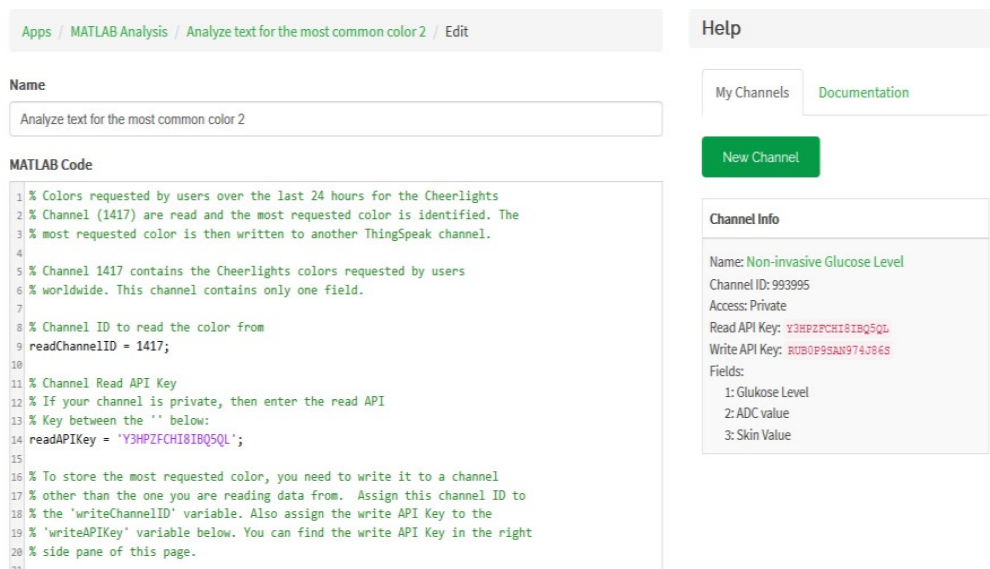 Apps / MATLAB Analysis / Analyze text for the most common color 2 / Edit
Name
Analyze text for the most common color 2
MATLAB Code
1 % Colors requested by users over the last 24 hours for the Cheerlights
2 % Channel (1417) are read and the most requested color is identified. The
3 % most requested color is then written to another ThingSpeak channel.
4
5 % Channel 1417 contains the Cheerlights colors requested by users
6 % worldwide. This channel contains only one field.
7
8 % Channel ID to read the color from
9 readChannelID = 1417;
10
11 % Channel Read API Key
12 % If your channel is private, then enter the read API
13 % Key between the '' below:
14 readAPIKey = 'Y3HPZFCHI8IBQ5QL';
15
16 % To store the most requested color, you need to write it to a channel
17 % other than the one you are reading data from.  Assign this channel ID to
18 % the 'writeChannelID' variable. Also assign the write API Key to the
19 % 'writeAPIKey' variable below. You can find the write API Key in the right
20 % side pane of this page.
Help
My Channels
Documentation
New Channel
Channel Info
Name: Non-invasive Glucose Level
Channel ID: 993995
Access: Private
Read API Key: Y3HPZFCHI8IBQ5QL
Write API Key: RUB0P9SAN974J86S
Fields:
1: Glukose Level
2: ADC value
3: Skin Value